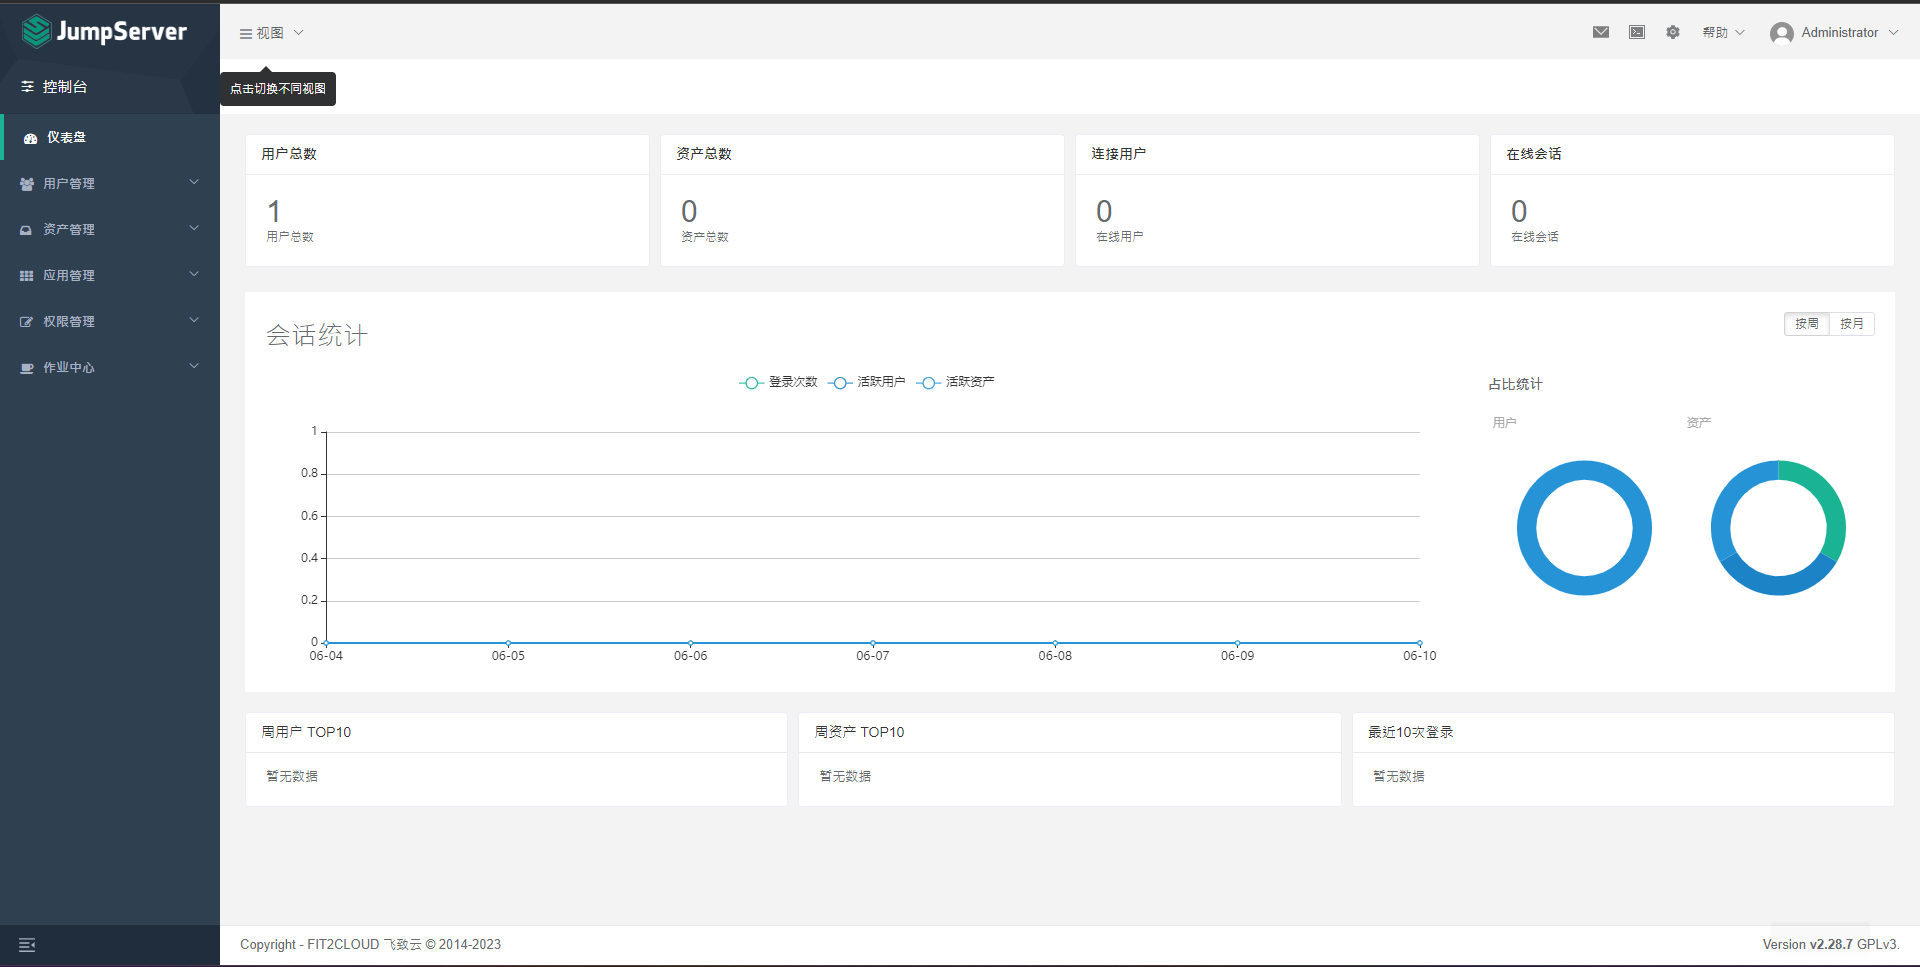 JumpServer
控制台
仪表盘
用户管理
资产管理
应用管理
权限管理
作业中心
视图
帮助
Administrator
点击切换不同视图
用户总数
1
用户总数
资产总数
0
资产总数
连接用户
0
在线用户
在线会话
0
在线会话
会话统计
按周 按月
登录次数 活跃用户 活跃资产
1
0.8
0.6
0.4
0.2
0
06-04 06-05 06-06 06-07 06-08 06-09 06-10
占比统计
用户 资产
周用户 TOP10
暂无数据
周资产 TOP10
暂无数据
最近10次登录
暂无数据
Copyright - FIT2CLOUD 飞致云 © 2014-2023
Version v2.28.7 GPLv3.